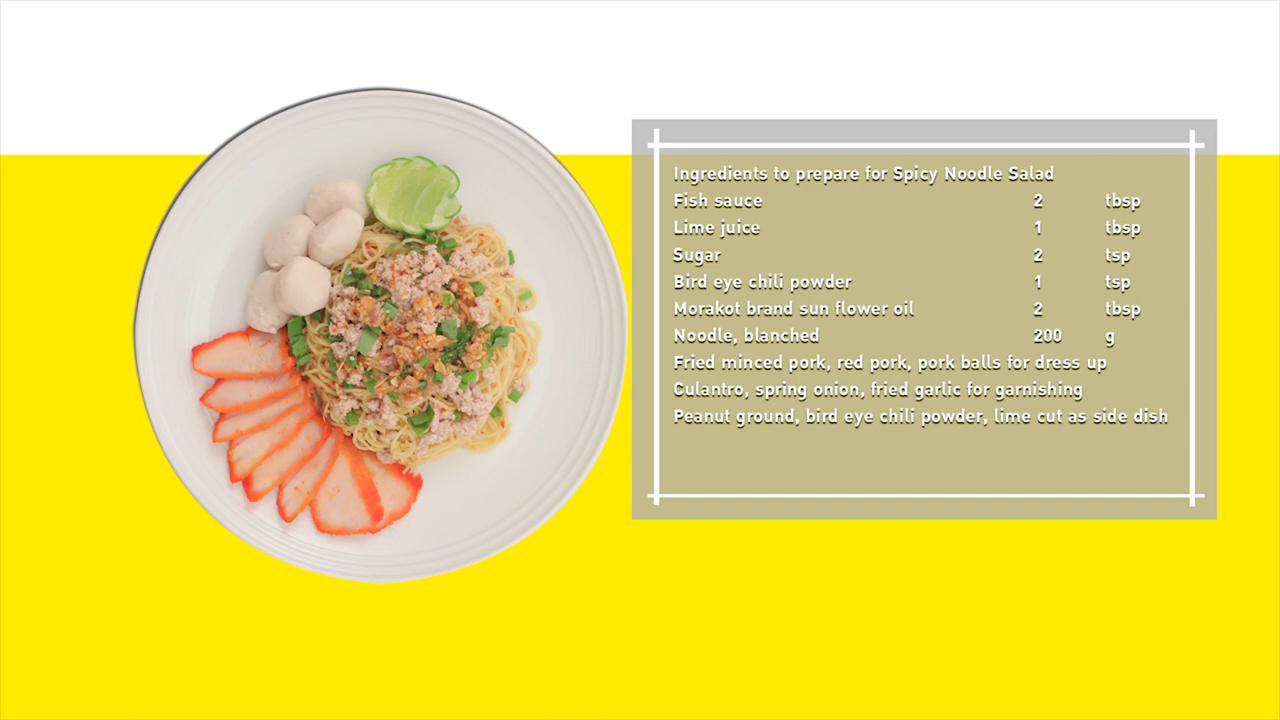 Ingredients to prepare for Spicy Noodle Salad
Fish sauce 2 tbsp
Lime juice 1 tbsp
Sugar 2 tsp
Bird eye chili powder 1 tsp
Morakot brand sun flower oil 2 tbsp
Noodle, blanched 200 g
Fried minced pork, red pork, pork balls for dress up
Culantro, spring onion, fried garlic for garnishing
Peanut ground, bird eye chili powder, lime cut as side dish